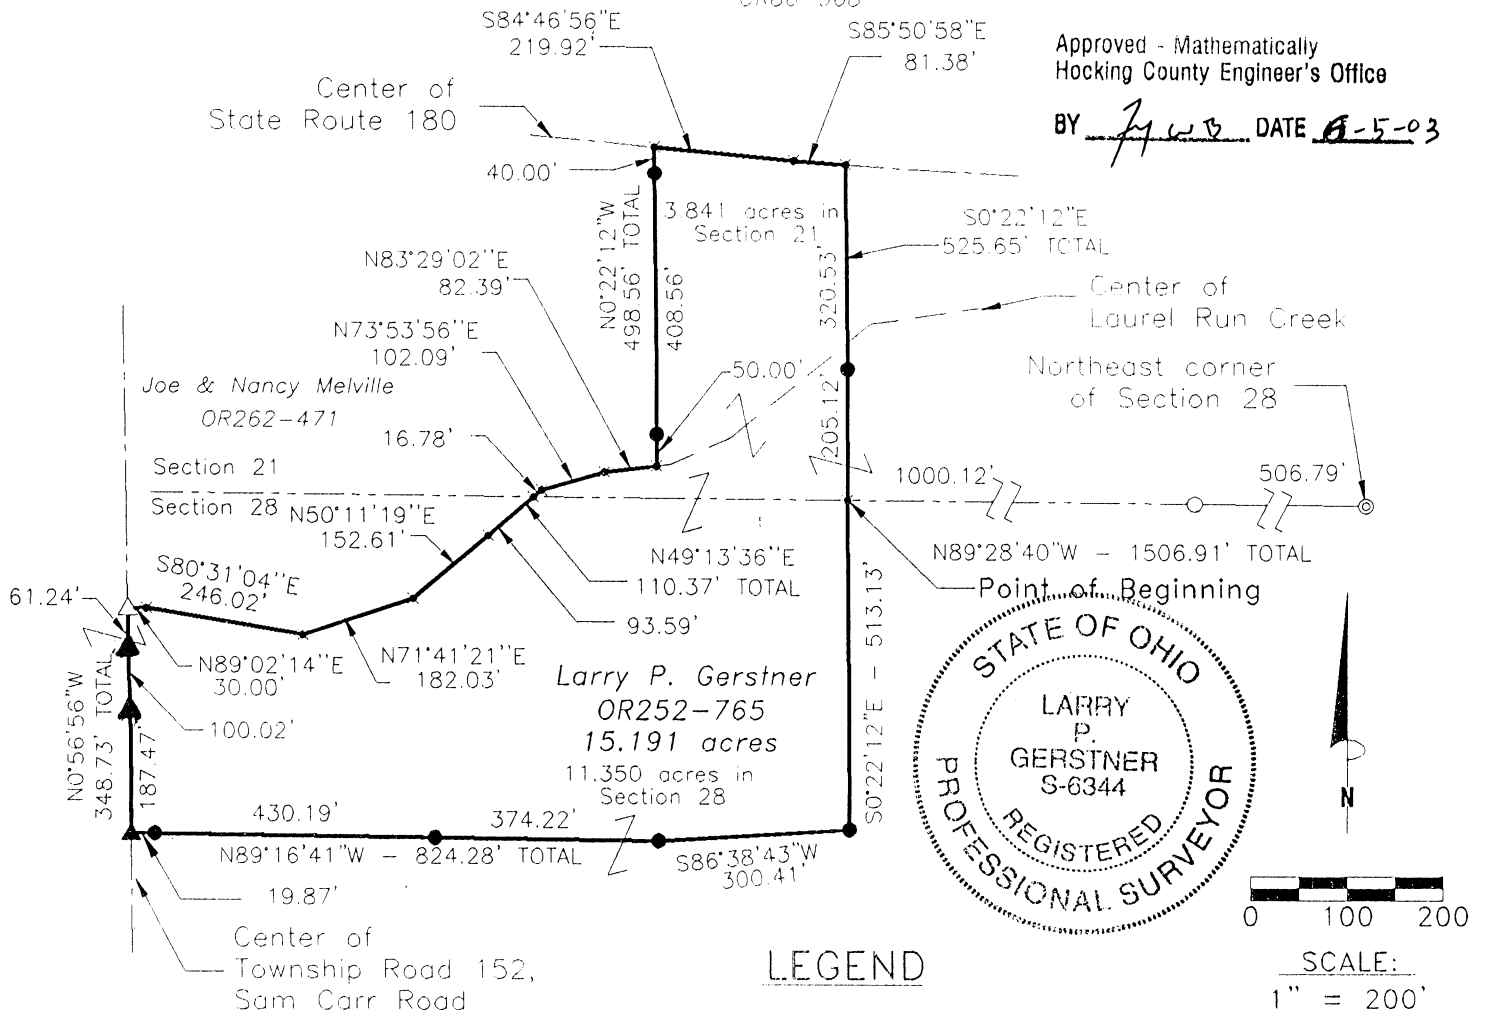 S84°46'56"E
219.92'
S85°50'58"E
81.38'
Approved - Mathematically
Hocking County Engineer's Office
BY DATE 6-5-03
Center of
State Route 180
40.00'
N0°22'12"W
498.56' TOTAL
408.56'
3.841 acres in
Section 21
S0°22'12"E
525.65' TOTAL
320.53'
205.12'
N83°29'02"E
82.39'
N73°53'56"E
102.09'
Center of
Laurel Run Creek
Joe & Nancy Melville
OR262-471
50.00'
Northeast corner
of Section 28
16.78'
Section 21
Section 28
1000.12'
506.79'
N50°11'19"E
152.61'
N49°13'36"E
110.37' TOTAL
N89°28'40"W - 1506.91' TOTAL
Point of Beginning
S80°31'04"E
246.02'
61.24'
93.59'
N89°02'14"E
30.00'
N71°41'21"E
182.03'
N0°56'56"W
348.73' TOTAL
100.02'
187.47'
Larry P. Gerstner
OR252-765
15.191 acres
11.350 acres in
Section 28
S0°22'12"E - 513.13'
STATE OF OHIO
LARRY
P.
GERSTNER
S-6344
REGISTERED
PROFESSIONAL SURVEYOR
N
430.19'
374.22'
N89°16'41"W - 824.28' TOTAL
S86°38'43"W
300.41'
19.87'
0 100 200
Center of
Township Road 152,
Sam Carr Road
LEGEND
SCALE:
1" = 200'